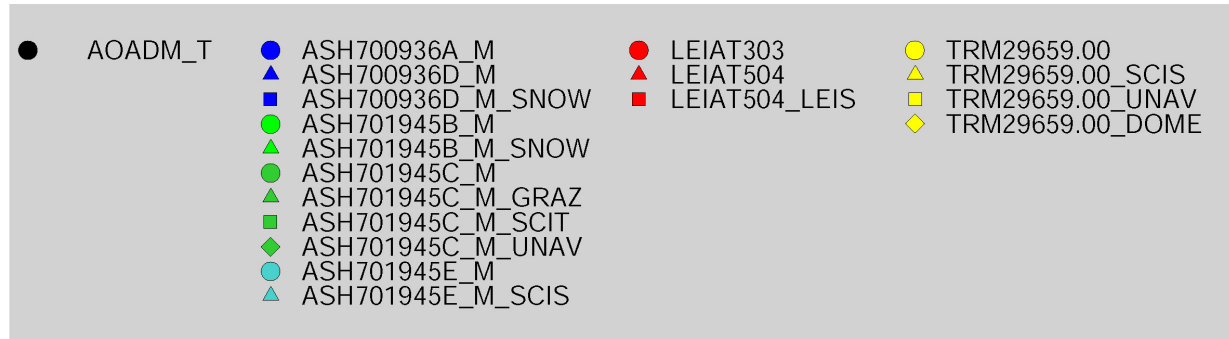 AOADM_T
ASH700936A_M
ASH700936D_M
ASH700936D_M_SNOW
ASH701945B_M
ASH701945B_M_SNOW
ASH701945C_M
ASH701945C_M_GRAZ
ASH701945C_M_SCIT
ASH701945C_M_UNAV
ASH701945E_M
ASH701945E_M_SCIS
LEIAT303
LEIAT504
LEIAT504_LEIS
TRM29659.00
TRM29659.00_SCIS
TRM29659.00_UNAV
TRM29659.00_DOME